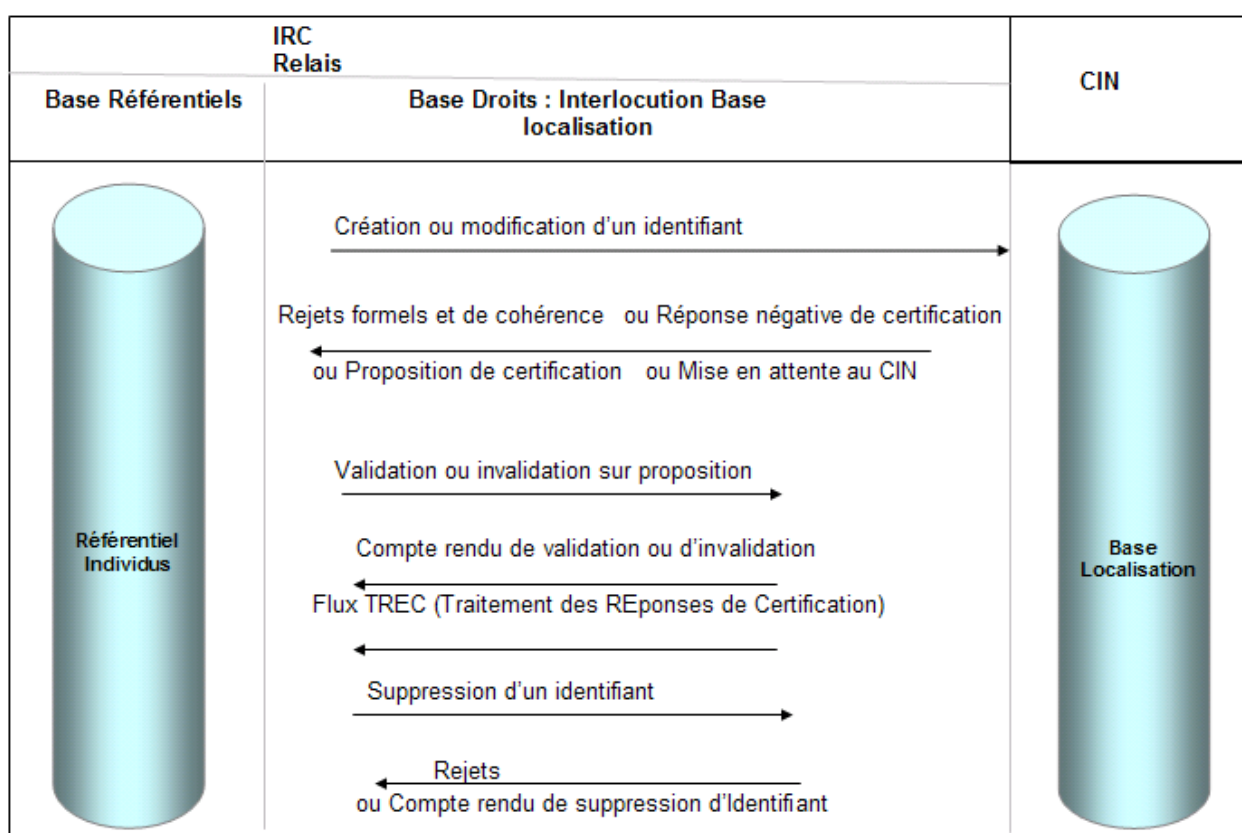 IRC
Relais
CIN
Base Référentiels
Base Droits : Interlocution Base
localisation
Création ou modification d'un identifiant
Rejets formels et de cohérence ou Réponse négative de certification
ou Proposition de certification ou Mise en attente au CIN
Validation ou invalidation sur proposition
Référentiel
Individus
Compte rendu de validation ou d'invalidation
Base
Localisation
Flux TREC (Traitement des REponses de Certification)
Suppression d'un identifiant
Rejets
ou Compte rendu de suppression d'Identifiant